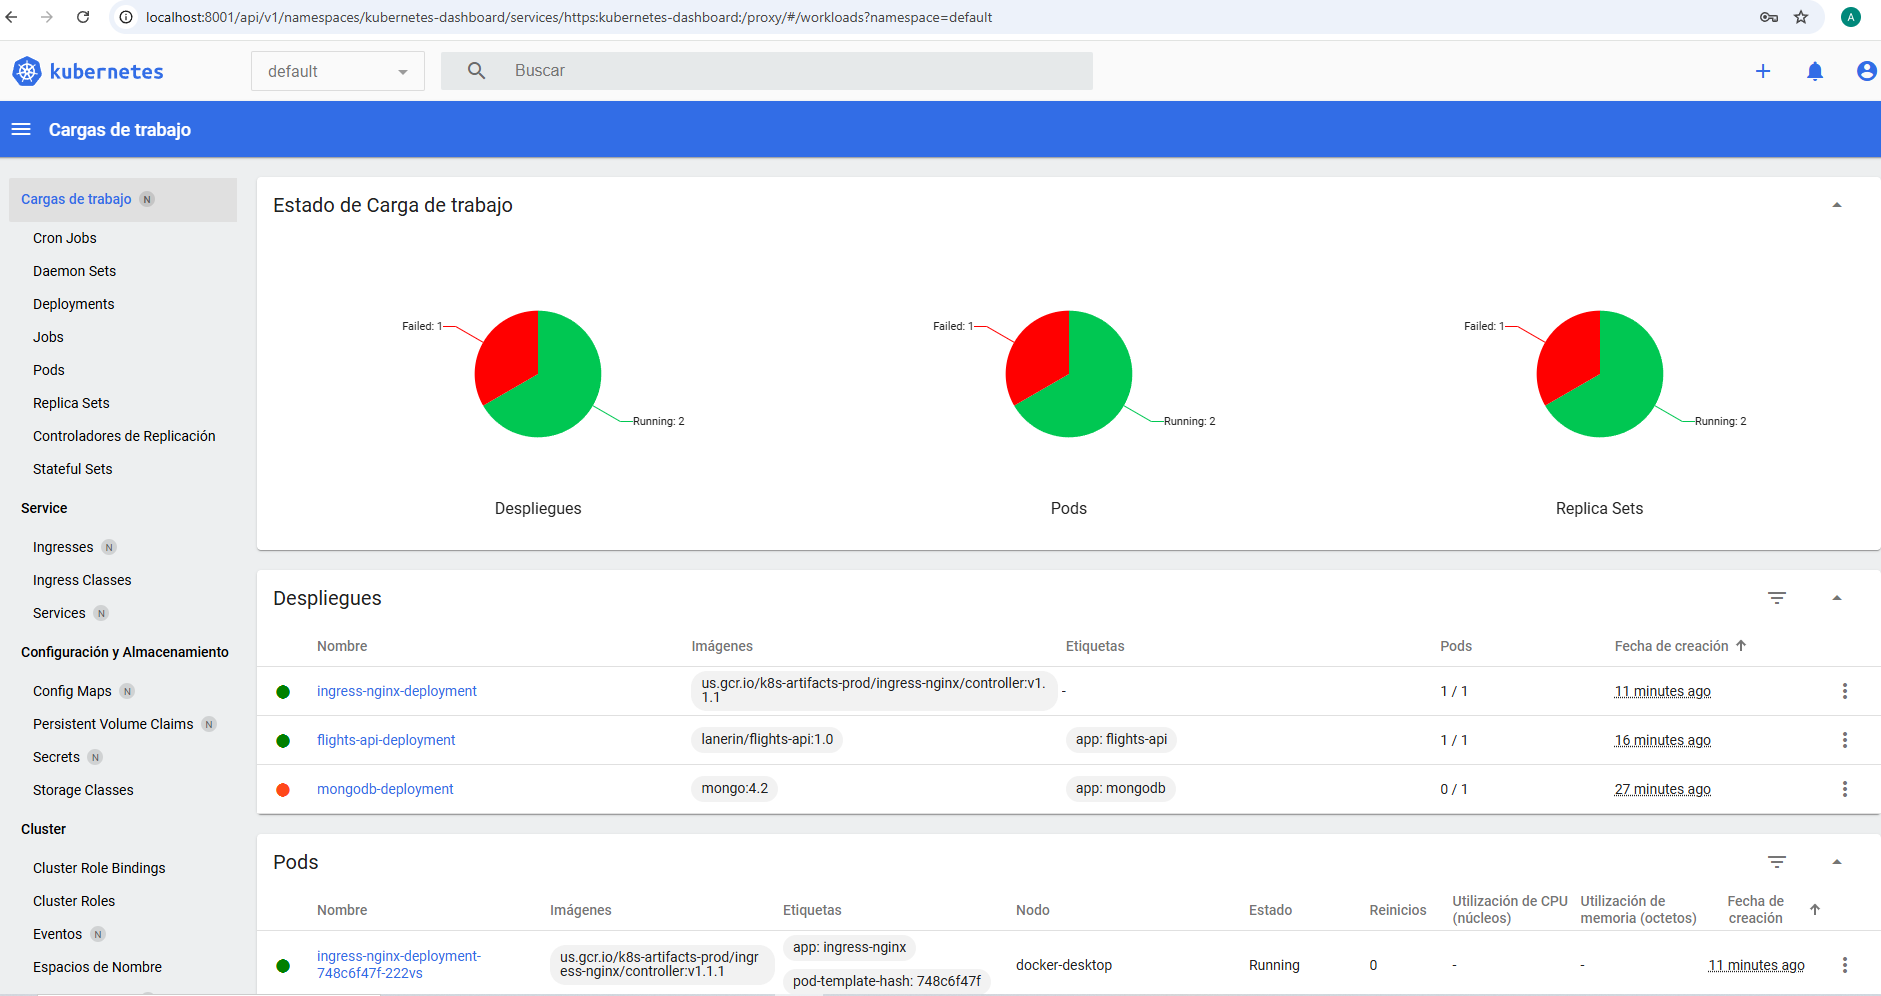 localhost:8001/api/v1/namespaces/kubernetes-dashboard/services/https:kubernetes-dashboard:/proxy/#/workloads?namespace=default
A
kubernetes
default
Buscar
Cargas de trabajo
Cargas de trabajo N
Cron Jobs
Daemon Sets
Deployments
Jobs
Pods
Replica Sets
Controladores de Replicación
Stateful Sets
Service
Ingresses N
Ingress Classes
Services N
Configuración y Almacenamiento
Config Maps N
Persistent Volume Claims N
Secrets N
Storage Classes
Cluster
Cluster Role Bindings
Cluster Roles
Eventos N
Espacios de Nombre
Estado de Carga de trabajo
Failed: 1
Running: 2
Despliegues
Failed: 1
Running: 2
Pods
Failed: 1
Running: 2
Replica Sets
Despliegues
Nombre Imágenes Etiquetas Pods Fecha de creación
ingress-nginx-deployment us.gcr.io/k8s-artifacts-prod/ingress-nginx/controller:v1.
1.1 - 1 / 1 11 minutes ago
flights-api-deployment lanerin/flights-api:1.0 app: flights-api 1 / 1 16 minutes ago
mongodb-deployment mongo:4.2 app: mongodb 0 / 1 27 minutes ago
Pods
Nombre Imágenes Etiquetas Nodo Estado Reinicios Utilización de CPU
(núcleos) Utilización de
memoria (octetos) Fecha de
creación
ingress-nginx-deployment-
748c6f47f-222vs
us.gcr.io/k8s-artifacts-prod/ingr
ess-nginx/controller:v1.1.1
app: ingress-nginx
pod-template-hash: 748c6f47f
docker-desktop Running 0 - - 11 minutes ago